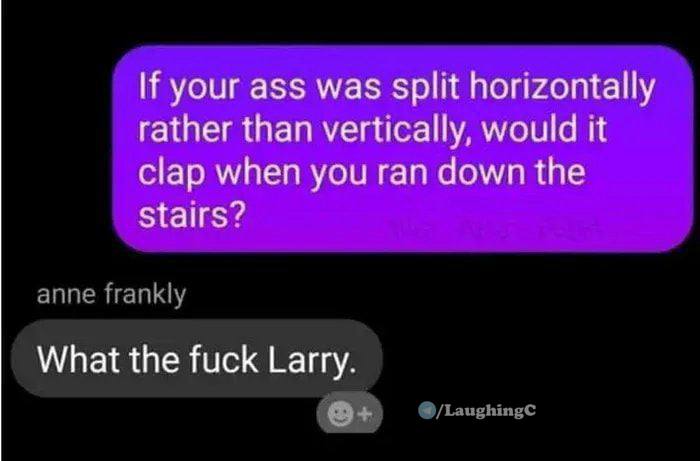 If your ass was split horizontally
rather than vertically, would it
clap when you ran down the
stairs?
anne frankly
What the fuck Larry.
/LaughingC